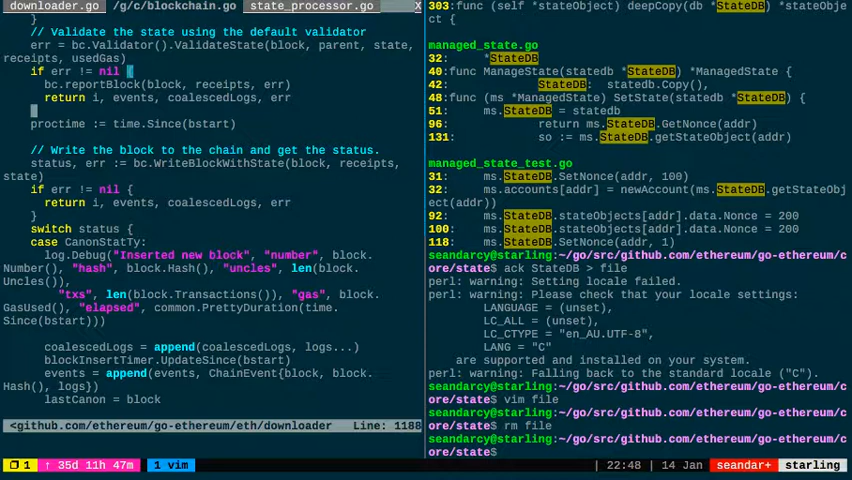 downloader.go /g/c/blockchain.go state_processor.go X
}
// Validate the state using the default validator
err = bc.Validator().ValidateState(block, parent, state,
receipts, usedGas)
if err != nil {
bc.reportBlock(block, receipts, err)
return i, events, coalescedLogs, err
proctime := time.Since(bstart)
// Write the block to the chain and get the status.
status, err := bc.WriteBlockWithState(block, receipts,
state)
if err != nil {
return i, events, coalescedLogs, err
}
switch status {
case CanonStatTy:
log.Debug("Inserted new block", "number", block.
Number(), "hash", block.Hash(), "uncles", len(block.
Uncles()),
"txs", len(block.Transactions()), "gas", block.
GasUsed(), "elapsed", common.PrettyDuration(time.
Since(bstart)))
coalescedLogs = append(coalescedLogs, logs...)
blockInsertTimer.UpdateSince(bstart)
events = append(events, ChainEvent{block, block.
Hash(), logs})
lastCanon = block
<github.com/ethereum/go-ethereum/eth/downloader Line: 1188
303:func (self *stateObject) deepCopy(db *StateDB) *stateObje
ct {
managed_state.go
32: *StateDB
40:func ManageState(statedb *StateDB) *ManagedState {
42: StateDB: statedb.Copy(),
48:func (ms *ManagedState) SetState(statedb *StateDB) {
51: ms.StateDB = statedb
96: return ms.StateDB.GetNonce(addr)
131: so := ms.StateDB.getStateObject(addr)
managed_state_test.go
31: ms.StateDB.SetNonce(addr, 100)
32: ms.accounts[addr] = newAccount(ms.StateDB.getStateObj
ect(addr))
92: ms.StateDB.stateObjects[addr].data.Nonce = 200
100: ms.StateDB.stateObjects[addr].data.Nonce = 200
118: ms.StateDB.SetNonce(addr, 1)
seandarcy@starling:~/go/src/github.com/ethereum/go-ethereum/c
ore/state$ ack StateDB > file
perl: warning: Setting locale failed.
perl: warning: Please check that your locale settings:
LANGUAGE = (unset),
LC_ALL = (unset),
LC_CTYPE = "en_AU.UTF-8",
LANG = "C"
are supported and installed on your system.
perl: warning: Falling back to the standard locale ("C").
seandarcy@starling:~/go/src/github.com/ethereum/go-ethereum/c
ore/state$ vim file
seandarcy@starling:~/go/src/github.com/ethereum/go-ethereum/c
ore/state$ rm file
seandarcy@starling:~/go/src/github.com/ethereum/go-ethereum/c
ore/state$
1 ↑ 35d 11h 47m 1 vim | 22:48 | 14 Jan seandar+ starling